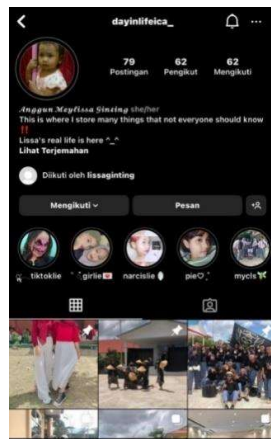 dayinlifeica_
79 62 62
Postingan Pengikut Mengikuti
Anggun Meylissa Ginting she/her
This is where I store many things that not everyone should know
‼️
Lissa's real life is here ^_^
Lihat Terjemahan
Diikuti oleh lissaginting
Mengikuti Pesan
tiktoklie girlie💌 narcislie pie♡ mycls